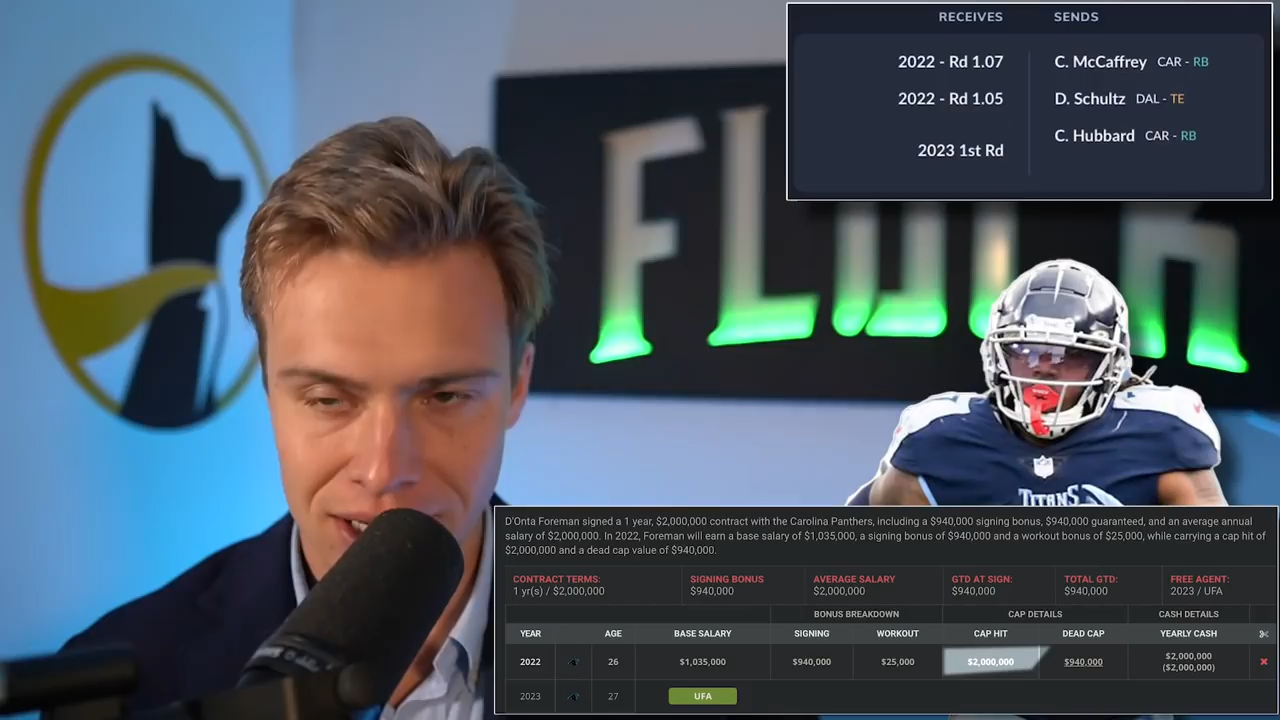 RECEIVES SENDS
2022 - Rd 1.07 C. McCaffrey CAR - RB
2022 - Rd 1.05 D. Schultz DAL - TE
2023 1st Rd C. Hubbard CAR - RB
FLOCK
TITANS
D'Onta Foreman signed a 1 year, $2,000,000 contract with the Carolina Panthers, including a $940,000 signing bonus, $940,000 guaranteed, and an average annual
salary of $2,000,000. In 2022, Foreman will earn a base salary of $1,035,000, a signing bonus of $940,000 and a workout bonus of $25,000, while carrying a cap hit of
$2,000,000 and a dead cap value of $940,000.
CONTRACT TERMS: SIGNING BONUS AVERAGE SALARY GTD AT SIGN: TOTAL GTD: FREE AGENT:
1 yr(s) / $2,000,000 $940,000 $2,000,000 $940,000 $940,000 2023 / UFA
BONUS BREAKDOWN CAP DETAILS CASH DETAILS
YEAR AGE BASE SALARY SIGNING WORKOUT CAP HIT DEAD CAP YEARLY CASH
2022 26 $1,035,000 $940,000 $25,000 $2,000,000 $940,000 $2,000,000
($2,000,000)
2023 27 UFA